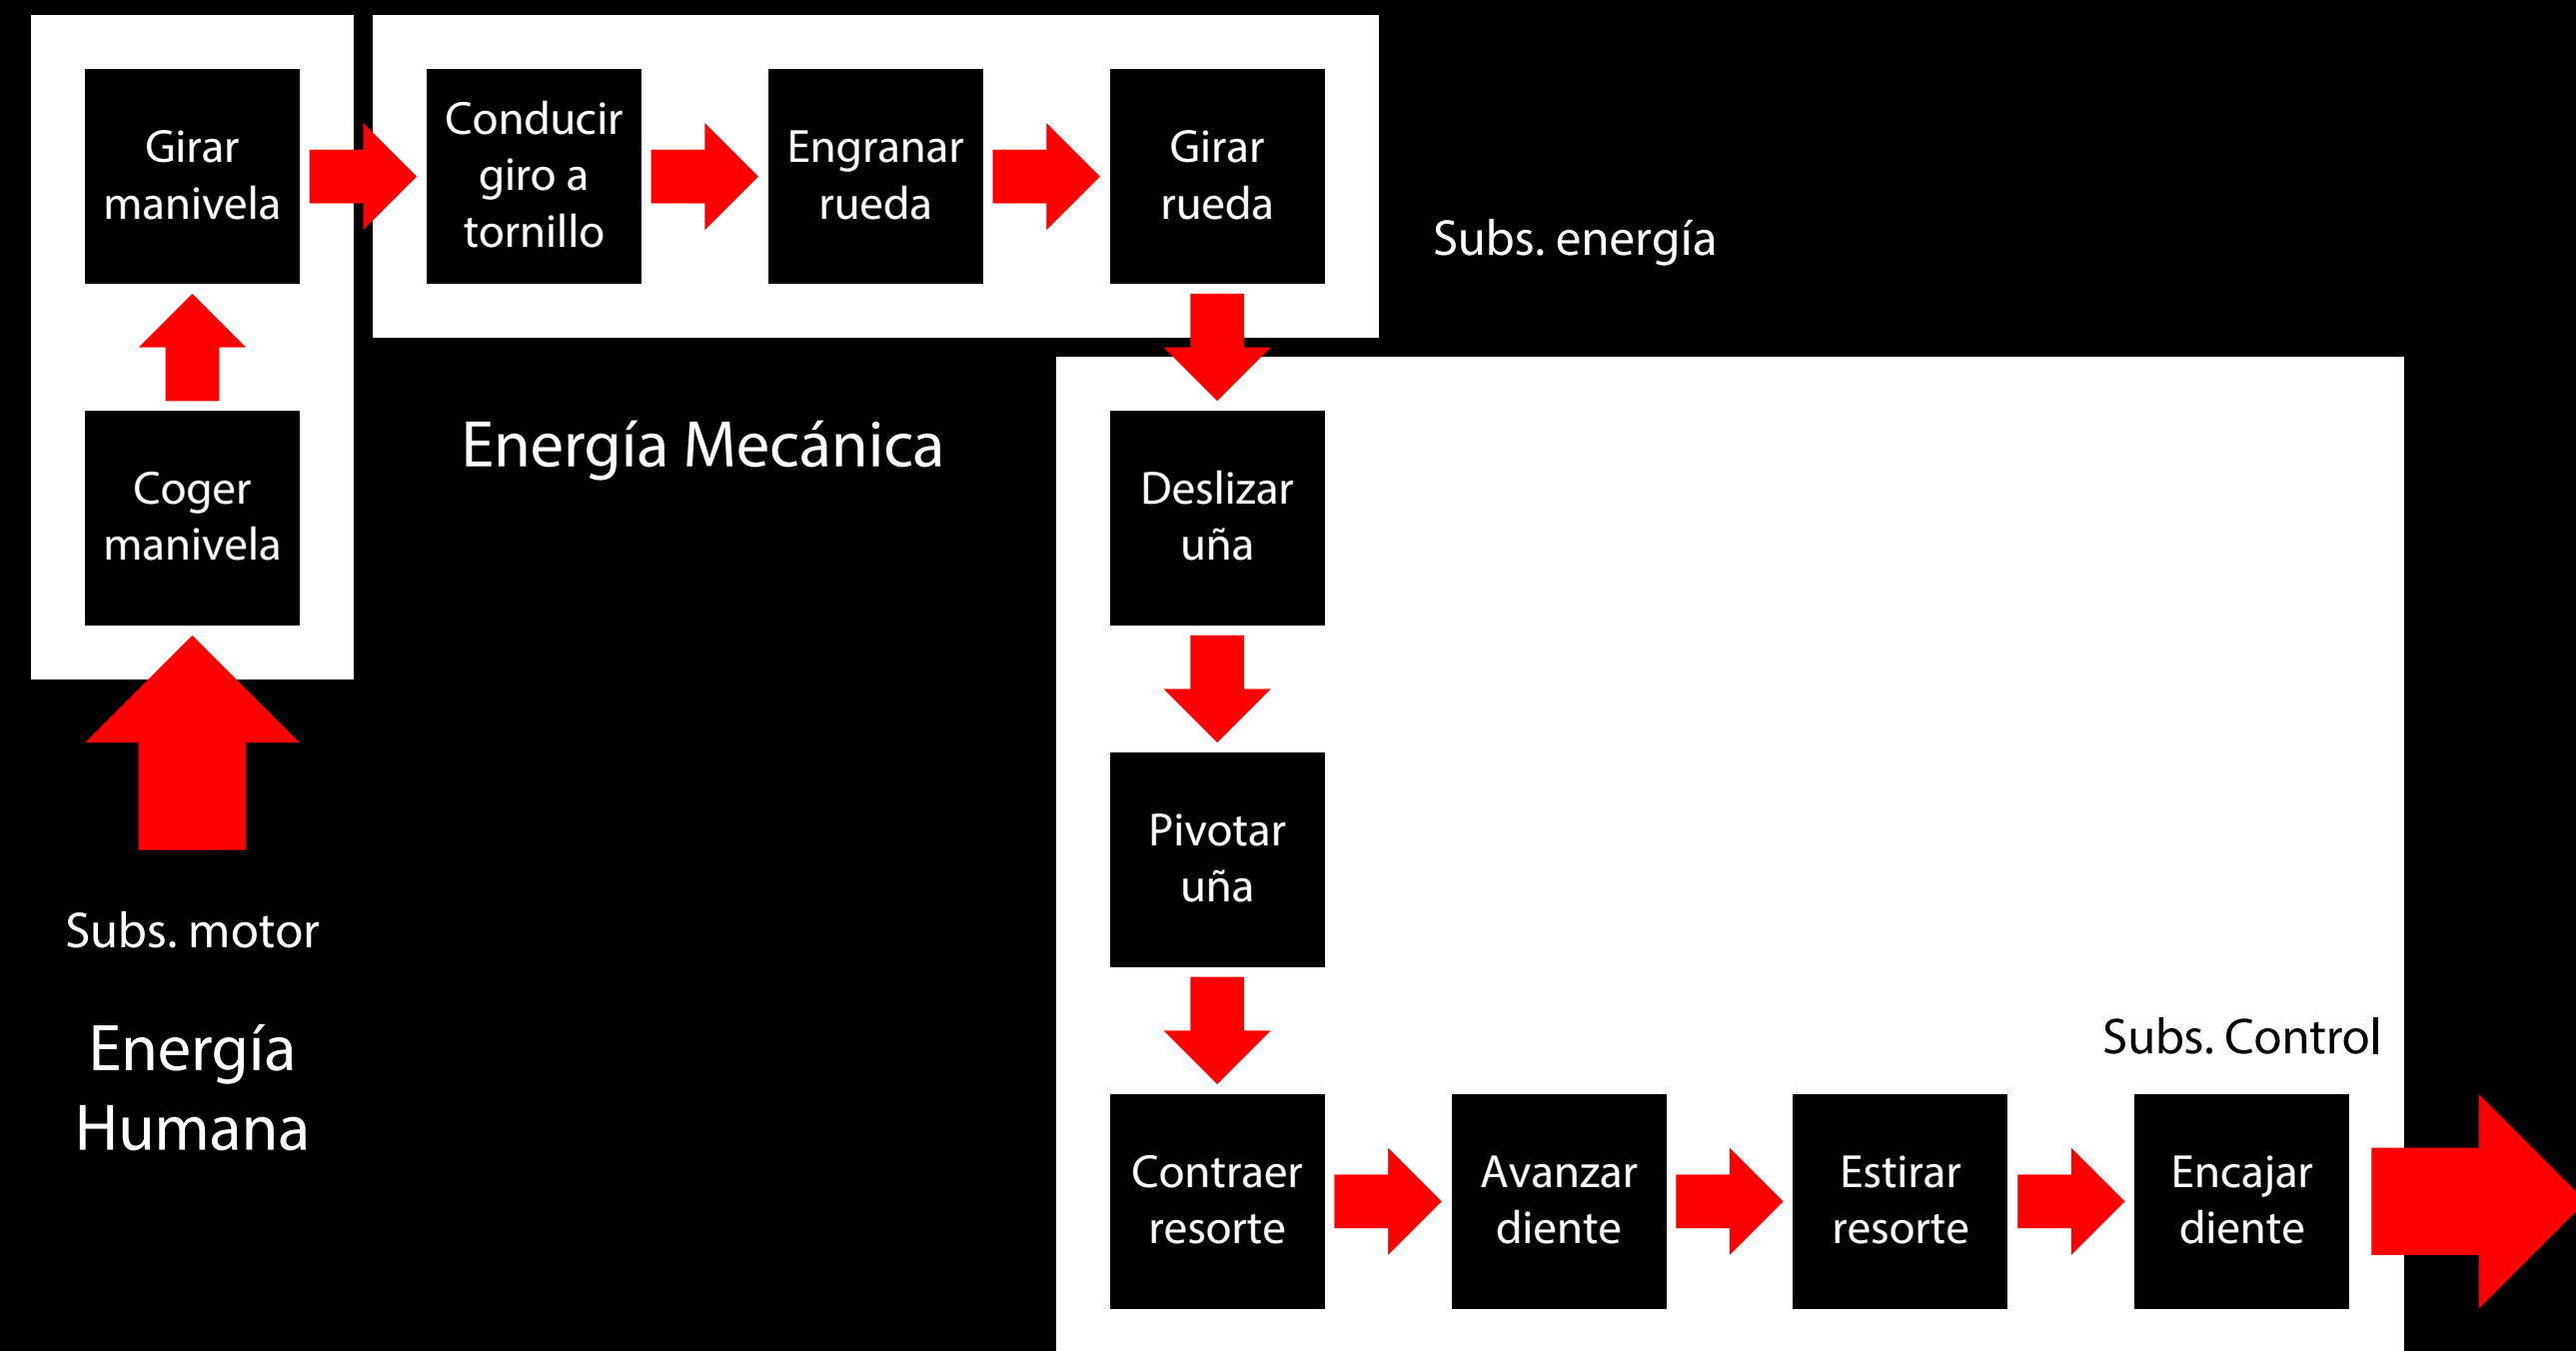 Girar
manivela
Conducir
giro a
tornillo
Engranar
rueda
Girar
rueda
Subs. energía
Energía Mecánica
Coger
manivela
Deslizar
uña
Pivotar
uña
Subs. motor
Energía
Humana
Subs. Control
Contraer
resorte
Avanzar
diente
Estirar
resorte
Encajar
diente